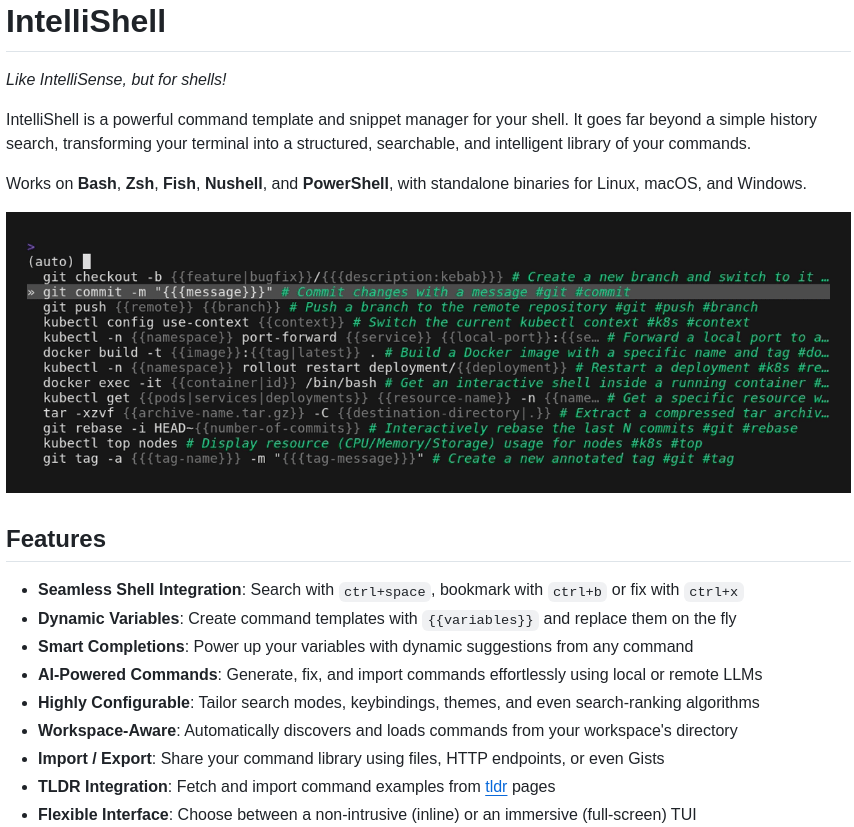 IntelliShell
Like IntelliSense, but for shells!
IntelliShell is a powerful command template and snippet manager for your shell. It goes far beyond a simple history
search, transforming your terminal into a structured, searchable, and intelligent library of your commands.
Works on Bash, Zsh, Fish, Nushell, and PowerShell, with standalone binaries for Linux, macOS, and Windows.
>
(auto)
git checkout -b {{feature|bugfix}}/{{{description:kebab}}} # Create a new branch and switch to it …
» git commit -m "{{{message}}}" # Commit changes with a message #git #commit
git push {{remote}} {{branch}} # Push a branch to the remote repository #git #push #branch
kubectl config use-context {{context}} # Switch the current kubectl context #k8s #context
kubectl -n {{namespace}} port-forward {{service}} {{local-port}}:{{se… # Forward a local port to a…
docker build -t {{image}}:{{tag|latest}} . # Build a Docker image with a specific name and tag #do…
kubectl -n {{namespace}} rollout restart deployment/{{deployment}} # Restart a deployment #k8s #re…
docker exec -it {{container|id}} /bin/bash # Get an interactive shell inside a running container #…
kubectl get {{pods|services|deployments}} {{resource-name}} -n {{name… # Get a specific resource w…
tar -xzvf {{archive-name.tar.gz}} -C {{destination-directory|.}} # Extract a compressed tar archiv…
git rebase -i HEAD~{{number-of-commits}} # Interactively rebase the last N commits #git #rebase
kubectl top nodes # Display resource (CPU/Memory/Storage) usage for nodes #k8s #top
git tag -a {{{tag-name}}} -m "{{{tag-message}}}" # Create a new annotated tag #git #tag
Features
• Seamless Shell Integration: Search with ctrl+space, bookmark with ctrl+b or fix with ctrl+x
• Dynamic Variables: Create command templates with {{variables}} and replace them on the fly
• Smart Completions: Power up your variables with dynamic suggestions from any command
• AI-Powered Commands: Generate, fix, and import commands effortlessly using local or remote LLMs
• Highly Configurable: Tailor search modes, keybindings, themes, and even search-ranking algorithms
• Workspace-Aware: Automatically discovers and loads commands from your workspace's directory
• Import / Export: Share your command library using files, HTTP endpoints, or even Gists
• TLDR Integration: Fetch and import command examples from tldr pages
• Flexible Interface: Choose between a non-intrusive (inline) or an immersive (full-screen) TUI